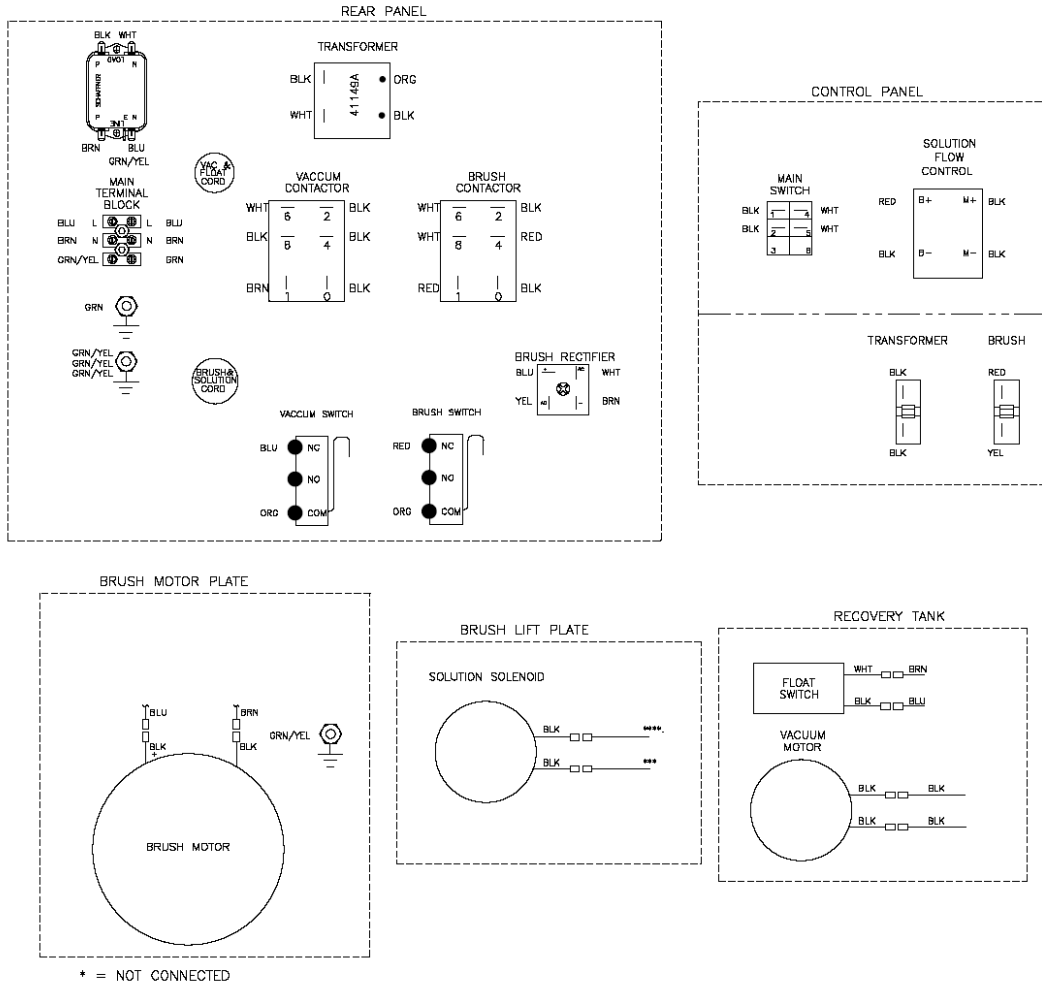 REAR PANEL
BLK WHT
LOAD
P N
SCHAFFNER
P E N
LINE
BRN BLU
GRN/YEL
TRANSFORMER
BLK ORG
41149A
WHT BLK
VAC &
FLOAT
CORD
MAIN
TERMINAL
BLOCK
BLU L L BLU
BRN N N BRN
GRN/YEL GRN
VACCUM
CONTACTOR
WHT 6 2 BLK
BLK 8 4 BLK
BRN 1 0 BLK
BRUSH
CONTACTOR
WHT 6 2 BLK
WHT 8 4 RED
RED 1 0 BLK
GRN
GRN/YEL
GRN/YEL
GRN/YEL
BRUSH&
SOLUTION
CORD
BRUSH RECTIFIER
BLU + AC WHT
YEL AC - BRN
VACCUM SWITCH
BLU NC
NO
ORG COM
BRUSH SWITCH
RED NC
NO
ORG COM
CONTROL PANEL
MAIN
SWITCH
BLK 1 4 WHT
BLK 2 5 WHT
3 6
SOLUTION
FLOW
CONTROL
RED B+ M+ BLK
BLK B- M- BLK
TRANSFORMER
BLK
BLK
BRUSH
RED
YEL
BRUSH MOTOR PLATE
BLU BRN
BLK BLK
+
GRN/YEL
BRUSH MOTOR
BRUSH LIFT PLATE
SOLUTION SOLENOID
BLK ****.
BLK ***
RECOVERY TANK
FLOAT
SWITCH
WHT BRN
BLK BLU
VACUUM
MOTOR
BLK BLK
BLK BLK
* = NOT CONNECTED